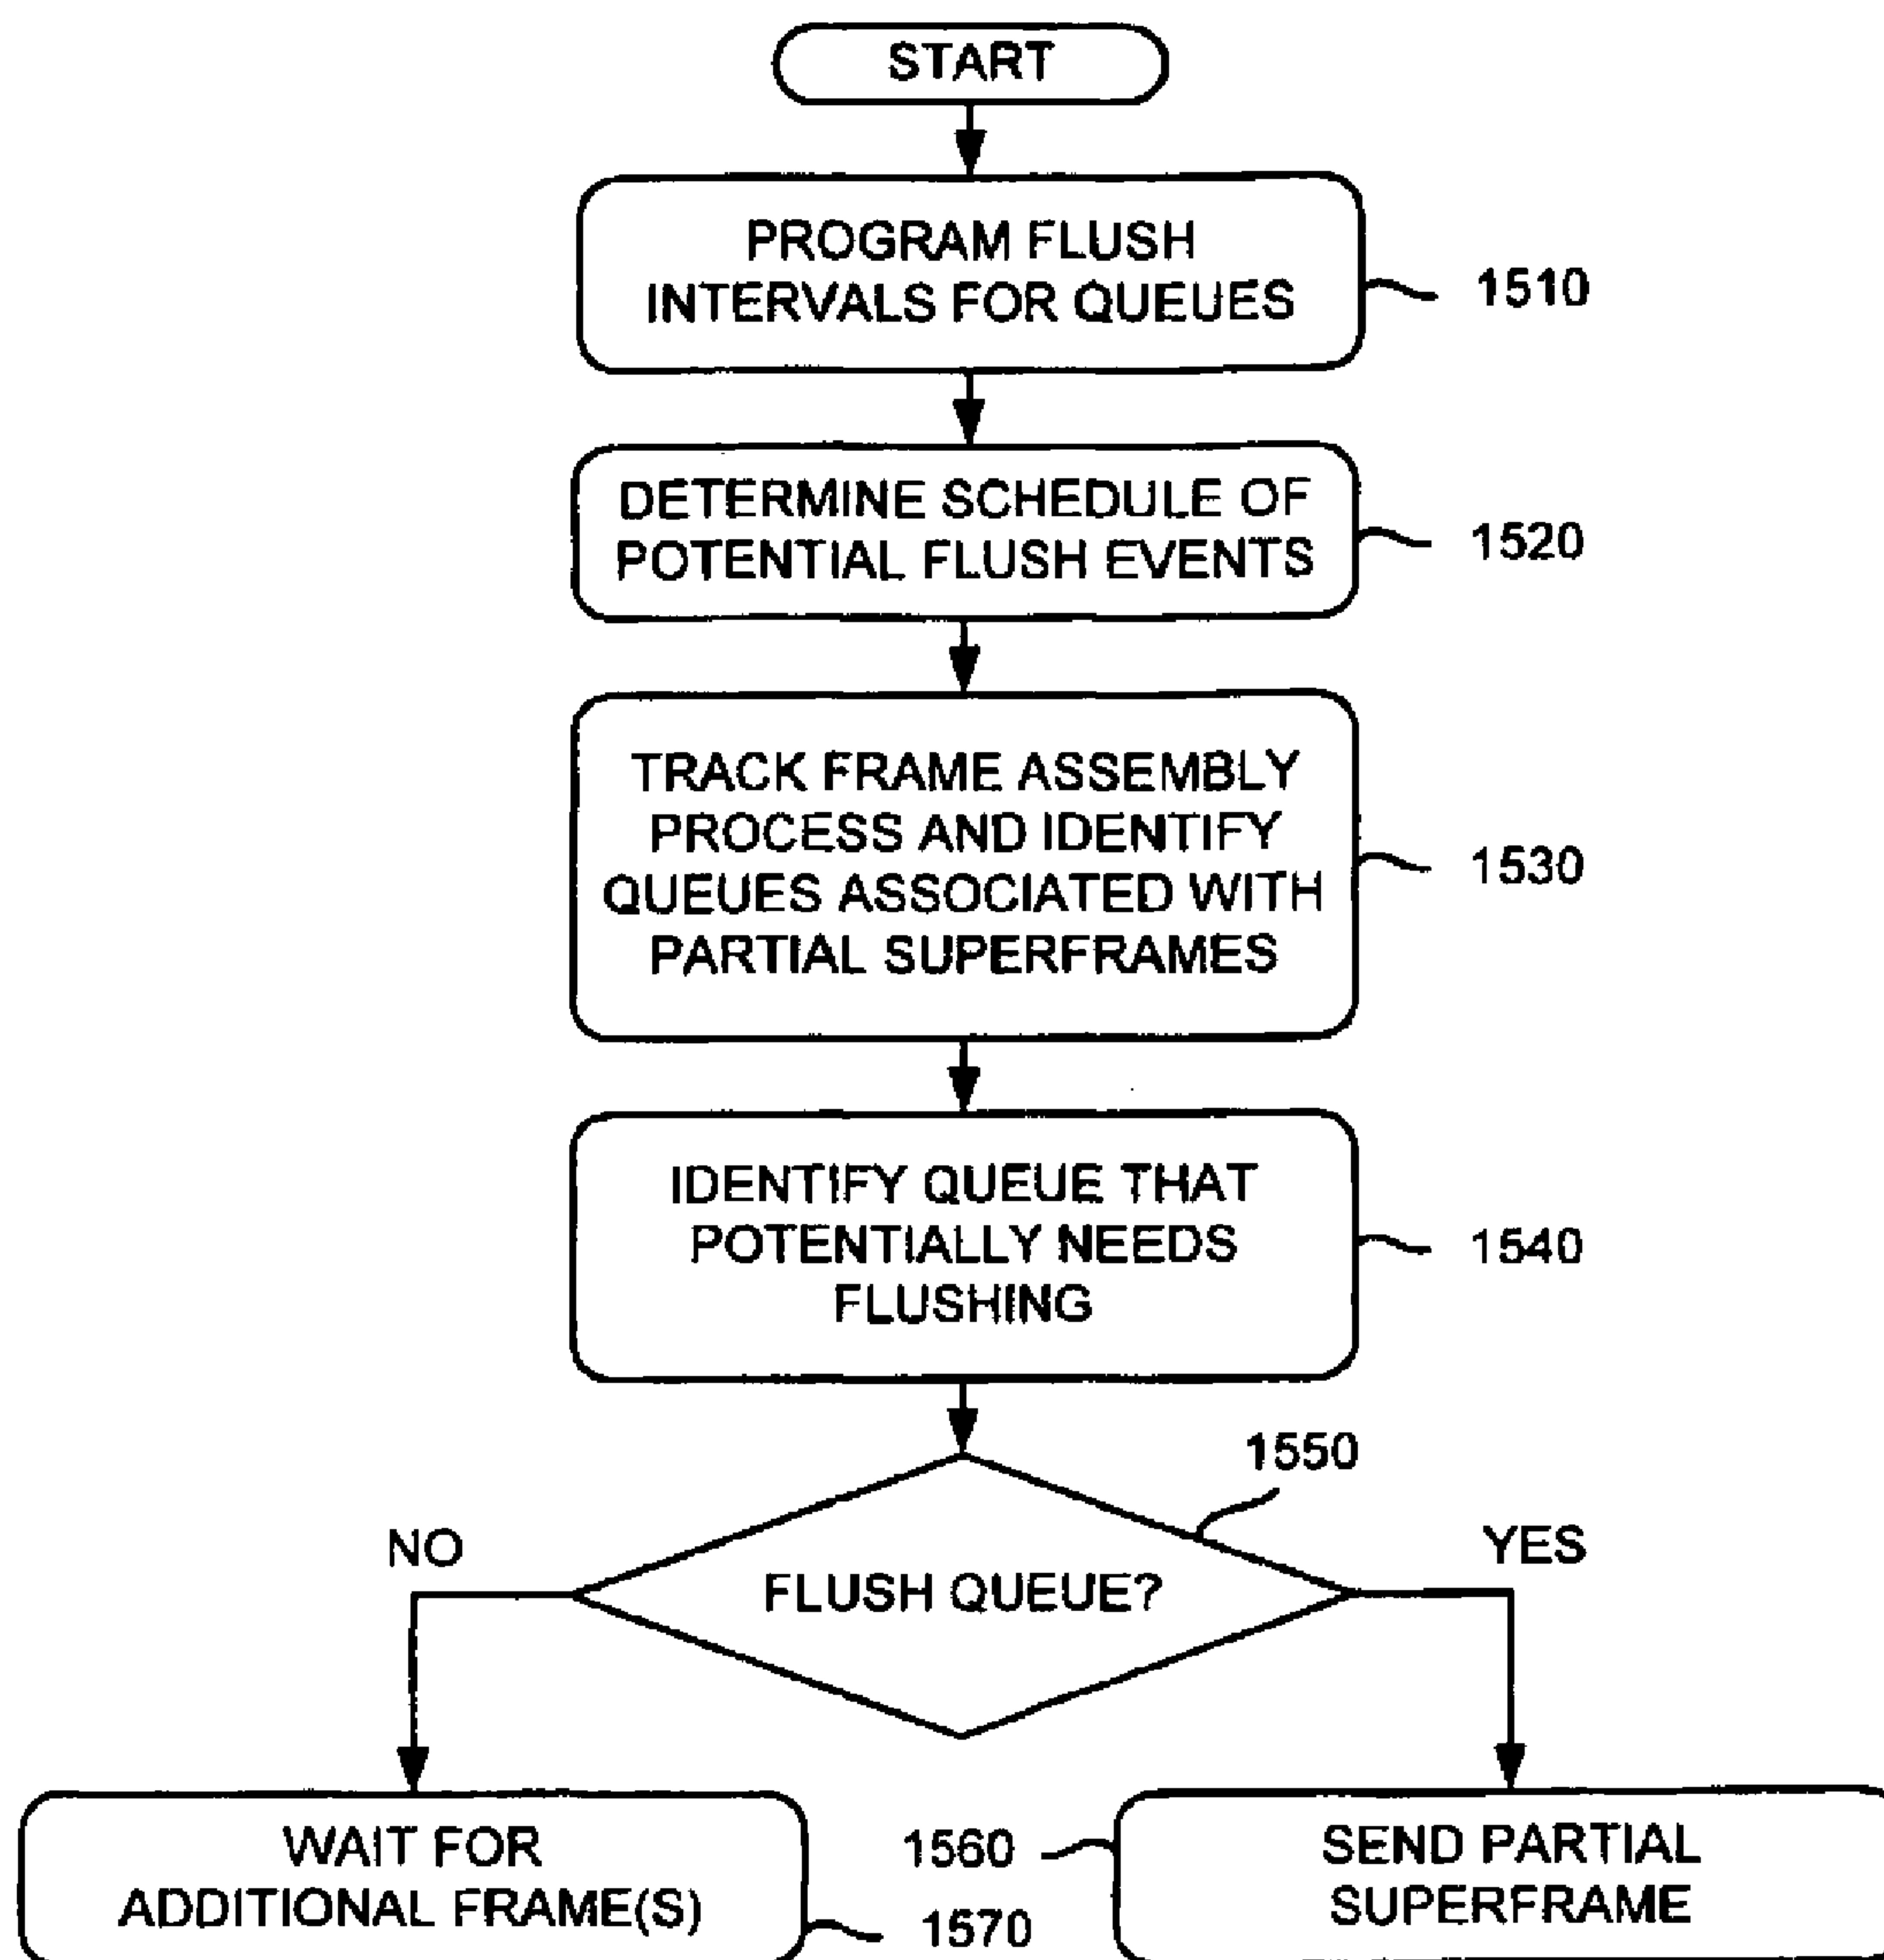 START
PROGRAM FLUSH
INTERVALS FOR QUEUES
1510
DETERMINE SCHEDULE OF
POTENTIAL FLUSH EVENTS
1520
TRACK FRAME ASSEMBLY
PROCESS AND IDENTIFY
QUEUES ASSOCIATED WITH
PARTIAL SUPERFRAMES
1530
IDENTIFY QUEUE THAT
POTENTIALLY NEEDS
FLUSHING
1540
1550
NO
FLUSH QUEUE?
YES
WAIT FOR
ADDITIONAL FRAME(S)
1570
1560
SEND PARTIAL
SUPERFRAME